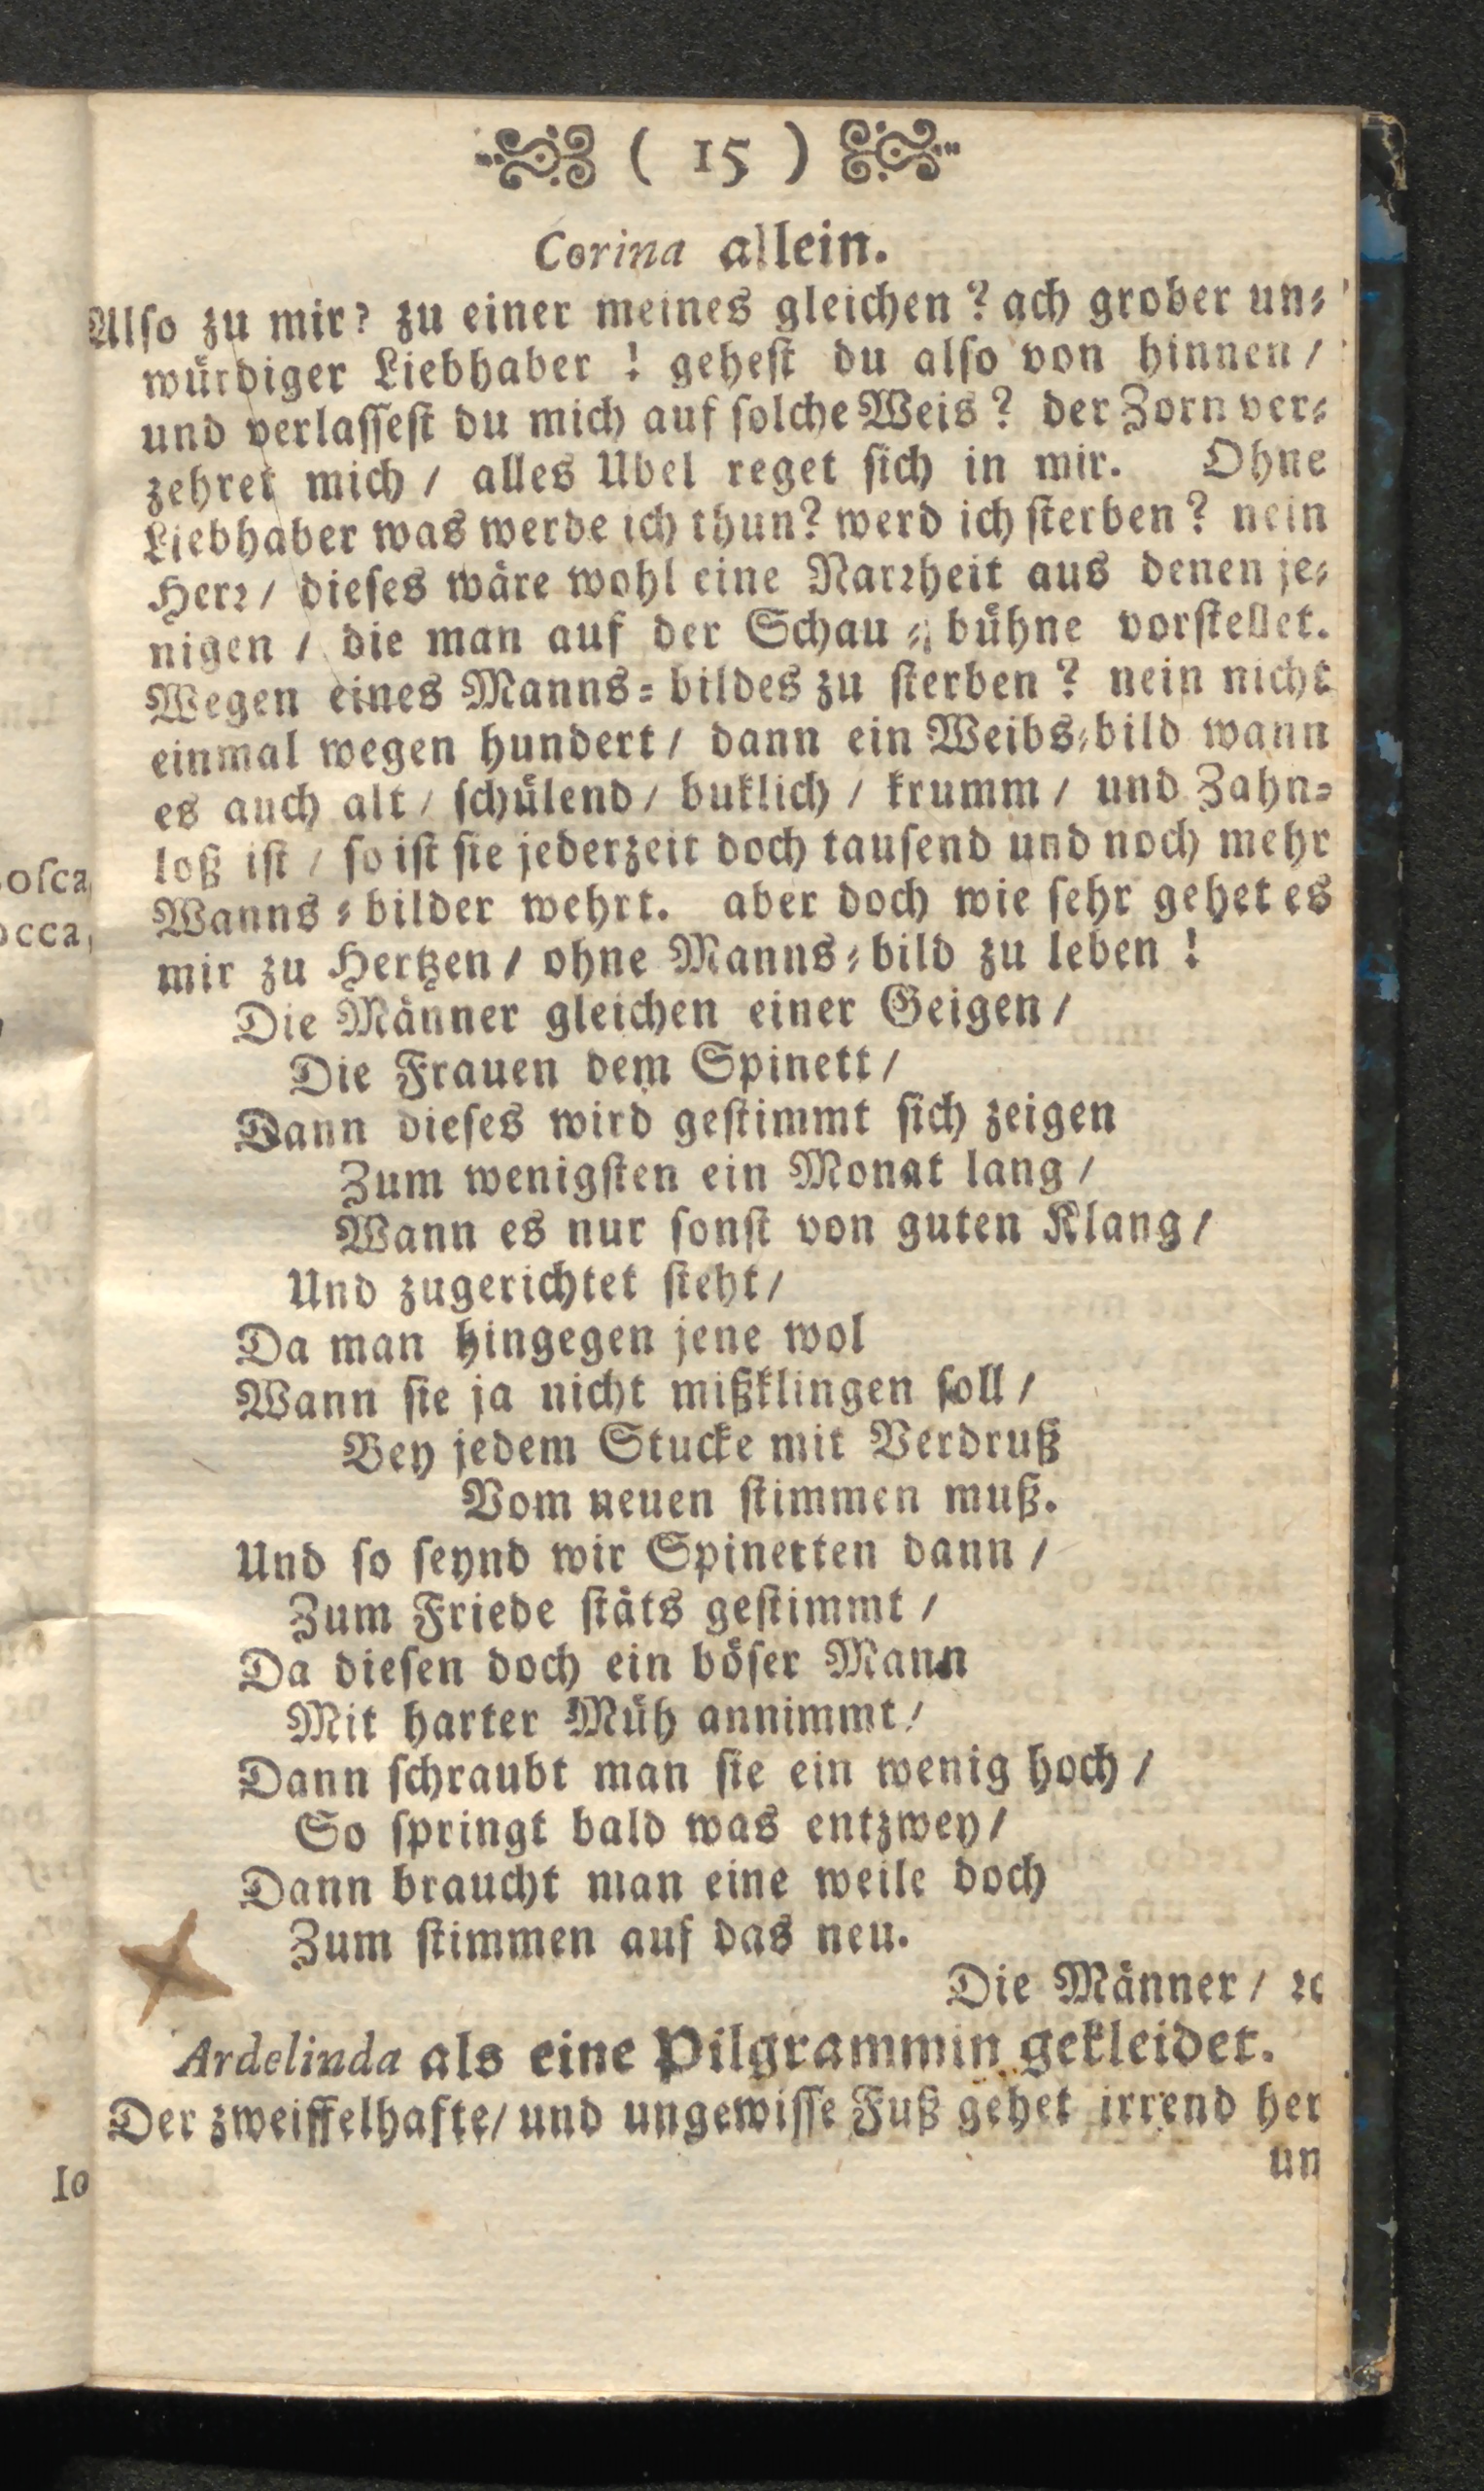 ( 15 )
Corina allein.
Also zu mir? zu einer meines gleichen? ach grober un⸗
würdiger Liebhaber ! gehest du also von hinnen /
und verlassest du mich auf solche Weis? der Zorn ver⸗
zehret mich / alles Ubel reget sich in mir. Ohne
Liebhaber was werde ich thun? werd ich sterben? nein
Herr / dieses wäre wohl eine Narrheit aus denen je⸗
nigen / die man auf der Schau⸗bühne vorstellet.
Wegen eines Manns⸗bildes zu sterben? nein nicht
einmal wegen hundert / dann ein Weibs⸗bild wann
es auch alt / schülend / buklich / krumm / und Zahn⸗
loß ist / so ist sie jederzeit doch tausend und noch mehr
Wanns⸗bilder wehrt. aber doch wie sehr gehet es
mir zu Hertzen / ohne Manns⸗bild zu leben !
Die Männer gleichen einer Geigen /
Die Frauen dem Spinett /
Dann dieses wird gestimmt sich zeigen
Zum wenigsten ein Monat lang /
Wann es nur sonst von guten Klang /
Und zugerichtet steht /
Da man hingegen jene wol
Wann sie ja nicht mißklingen soll /
Bey jedem Stucke mit Verdruß
Vom neuen stimmen muß.
Und so seynd wir Spinetten dann /
Zum Friede stäts gestimmt /
Da diesen doch ein böser Mann
Mit harter Müh annimmt /
Dann schraubt man sie ein wenig hoch /
So springt bald was entzwey /
Dann braucht man eine weile doch
Zum stimmen auf das neu.
Die Männer / ꝛc
Ardelinda als eine Pilgrammin gekleidet.
Der zweiffelhafte / und ungewisse Fuß gehet irrend her
un
osca
occa,
Io